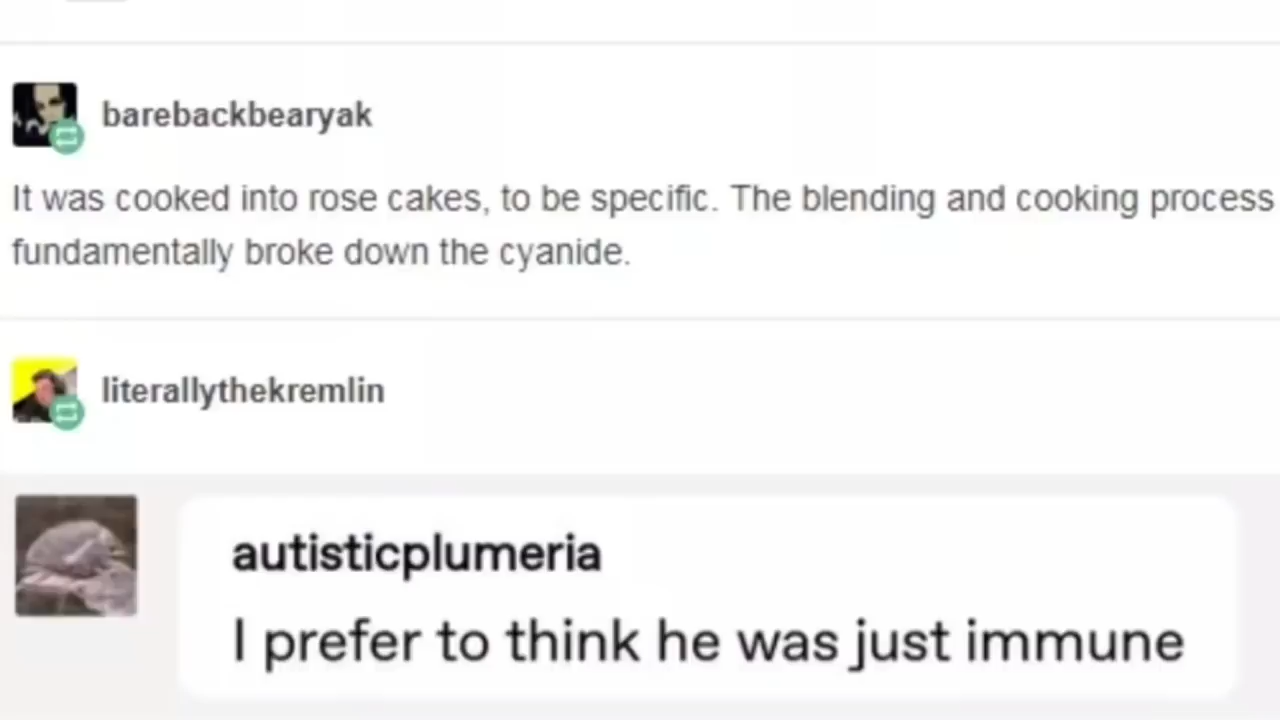 barebackbearyak
It was cooked into rose cakes, to be specific. The blending and cooking process
fundamentally broke down the cyanide.
literallythekremlin
autisticplumeria
I prefer to think he was just immune